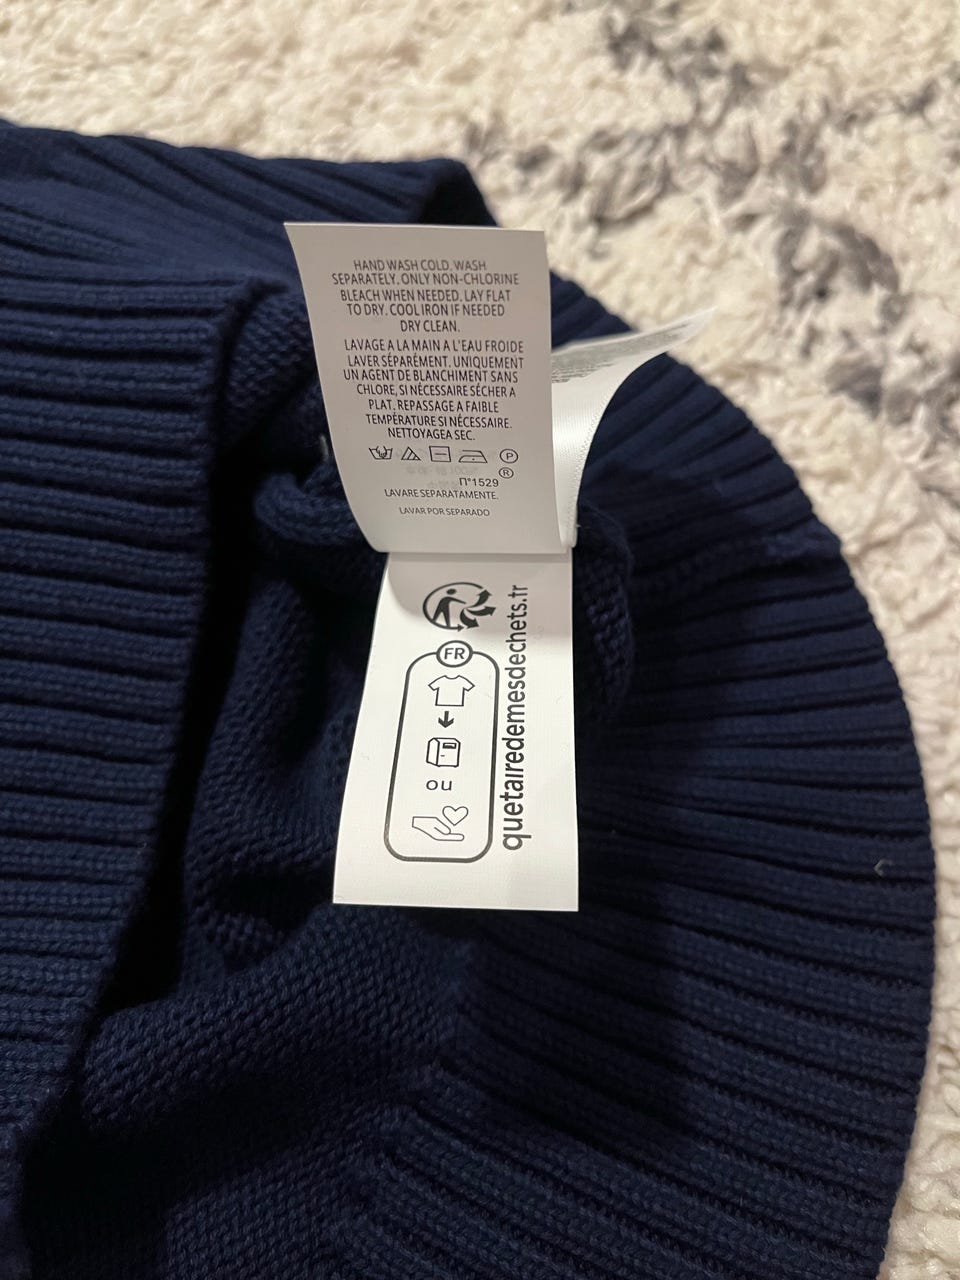 HAND WASH COLD. WASH
SEPARATELY. ONLY NON-CHLORINE
BLEACH WHEN NEEDED. LAY FLAT
TO DRY. COOL IRON IF NEEDED
DRY CLEAN.
LAVAGE A LA MAIN A L'EAU FROIDE
LAVER SÉPARÉMENT. UNIQUEMENT
UN AGENT DE BLANCHIMENT SANS
CHLORE, SI NÉCESSAIRE SÉCHER A
PLAT. REPASSAGE A FAIBLE
TEMPÉRATURE SI NÉCESSAIRE.
NETTOYAGEA SEC.
P
®
П°1529
LAVARE SEPARATAMENTE.
LAVAR POR SEPARADO
FR
ou
quetairedemesdechets.tr